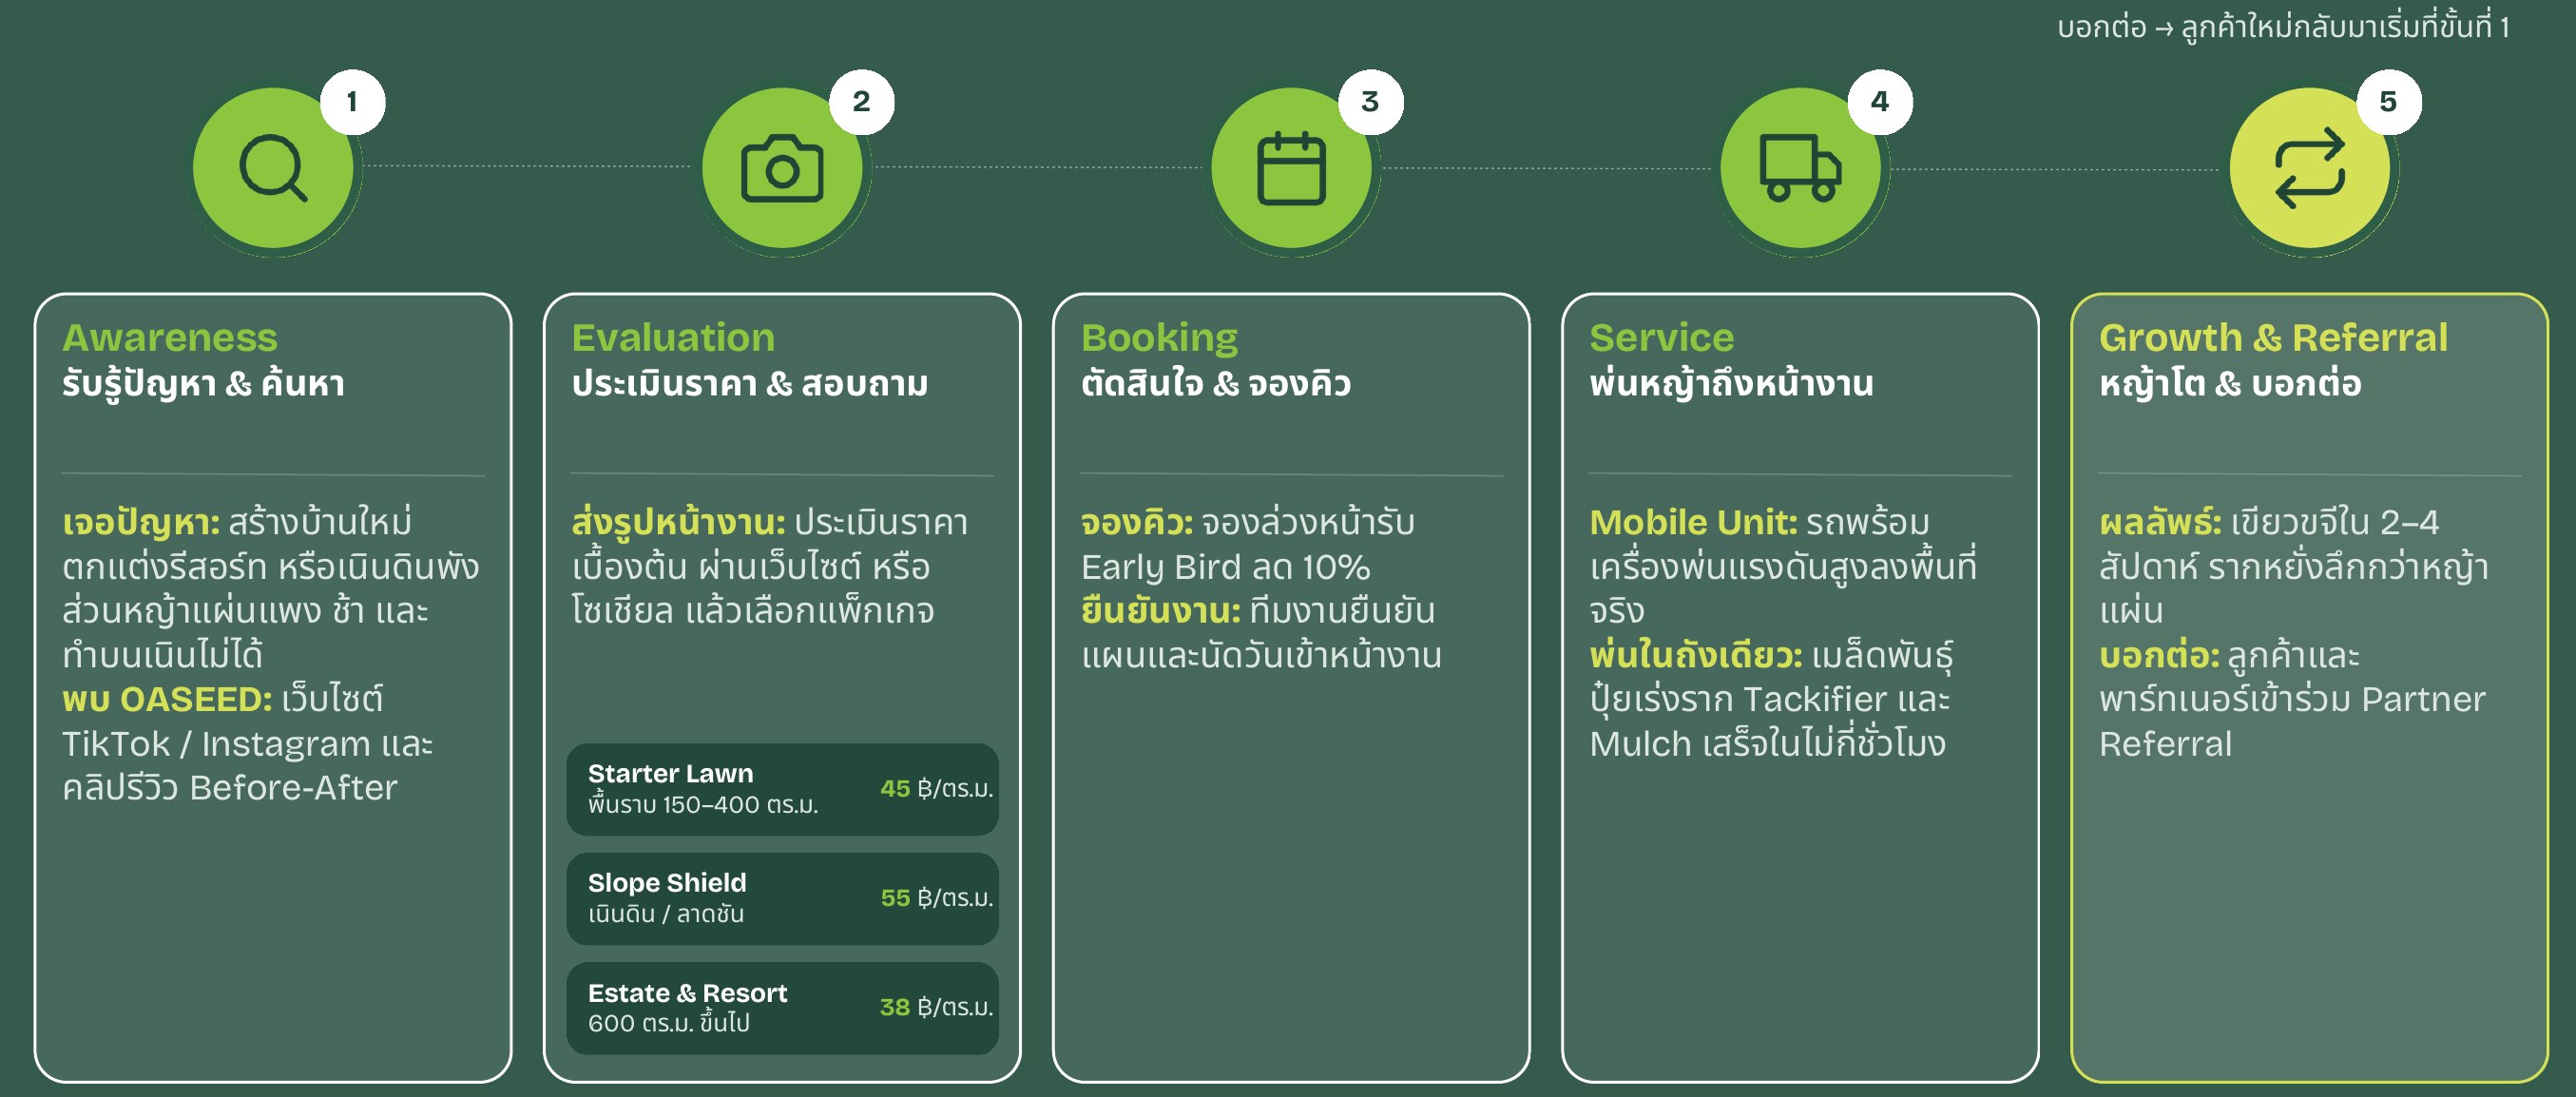 บอกต่อ → ลูกค้าใหม่กลับมาเริ่มที่ขั้นที่ 1
1
2
3
4
5
Awareness
รับรู้ปัญหา & ค้นหา
เจอปัญหา: สร้างบ้านใหม่
ตกแต่งรีสอร์ท หรือเนินดินพัง
ส่วนหญ้าแผ่นแพง ช้า และ
ทำบนเนินไม่ได้
พบ OASEED: เว็บไซต์
TikTok / Instagram และ
คลิปรีวิว Before-After
Evaluation
ประเมินราคา & สอบถาม
ส่งรูปหน้างาน: ประเมินราคา
เบื้องต้น ผ่านเว็บไซต์ หรือ
โซเชียล แล้วเลือกแพ็กเกจ
Starter Lawn
พื้นราบ 150–400 ตร.ม.
45 ฿/ตร.ม.
Slope Shield
เนินดิน / ลาดชัน
55 ฿/ตร.ม.
Estate & Resort
600 ตร.ม. ขึ้นไป
38 ฿/ตร.ม.
Booking
ตัดสินใจ & จองคิว
จองคิว: จองล่วงหน้ารับ
Early Bird ลด 10%
ยืนยันงาน: ทีมงานยืนยัน
แผนและนัดวันเข้าหน้างาน
Service
พ่นหญ้าถึงหน้างาน
Mobile Unit: รถพร้อม
เครื่องพ่นแรงดันสูงลงพื้นที่
จริง
พ่นในถังเดียว: เมล็ดพันธุ์
ปุ๋ยเร่งราก Tackifier และ
Mulch เสร็จในไม่กี่ชั่วโมง
Growth & Referral
หญ้าโต & บอกต่อ
ผลลัพธ์: เขียวขจีใน 2–4
สัปดาห์ รากหยั่งลึกกว่าหญ้า
แผ่น
บอกต่อ: ลูกค้าและ
พาร์ทเนอร์เข้าร่วม Partner
Referral